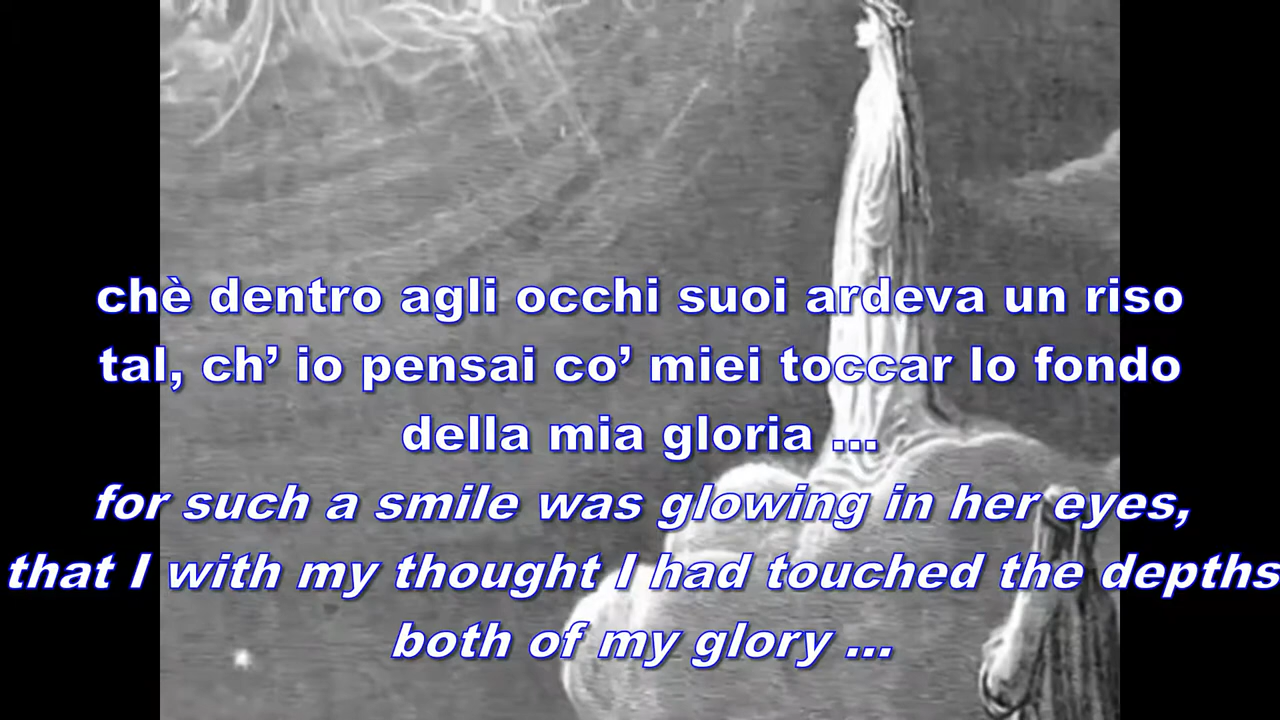 chè dentro agli occhi suoi ardeva un riso
tal, ch’ io pensai co’ miei toccar lo fondo
della mia gloria ...
for such a smile was glowing in her eyes,
that I with my thought I had touched the depths
both of my glory ...